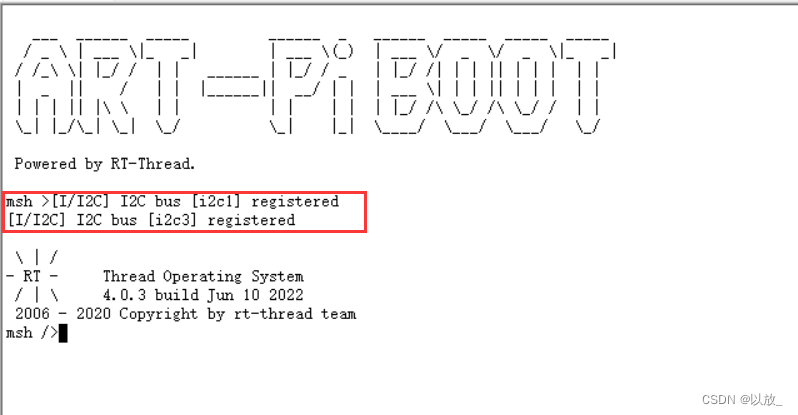 ART-Pi BOOT
Powered by RT-Thread.
msh >[I/I2C] I2C bus [i2c1] registered
[I/I2C] I2C bus [i2c3] registered
\ | /
- RT -     Thread Operating System
/ | \     4.0.3 build Jun 10 2022
2006 - 2020 Copyright by rt-thread team
msh />
CSDN @以放_